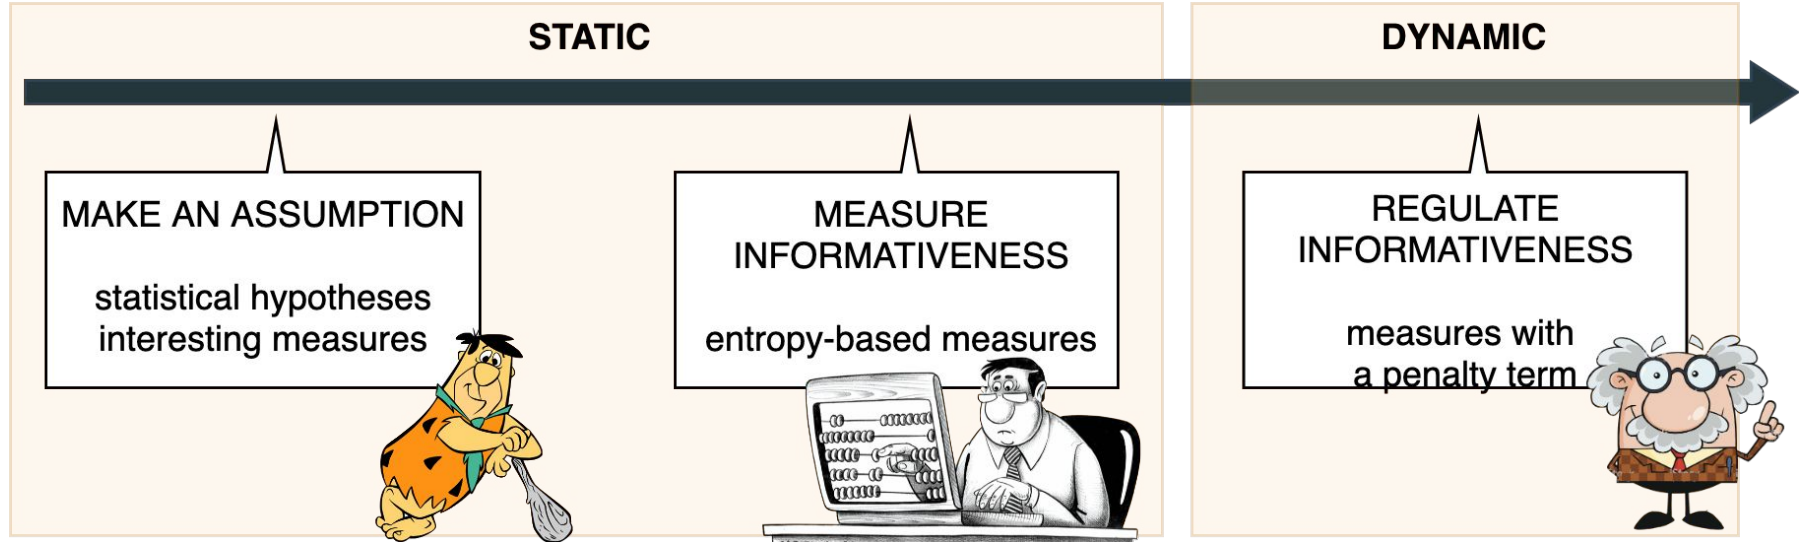 STATIC
DYNAMIC
MAKE AN ASSUMPTION
statistical hypotheses
interesting measures
MEASURE
INFORMATIVENESS
entropy-based measures
REGULATE
INFORMATIVENESS
measures with
a penalty term